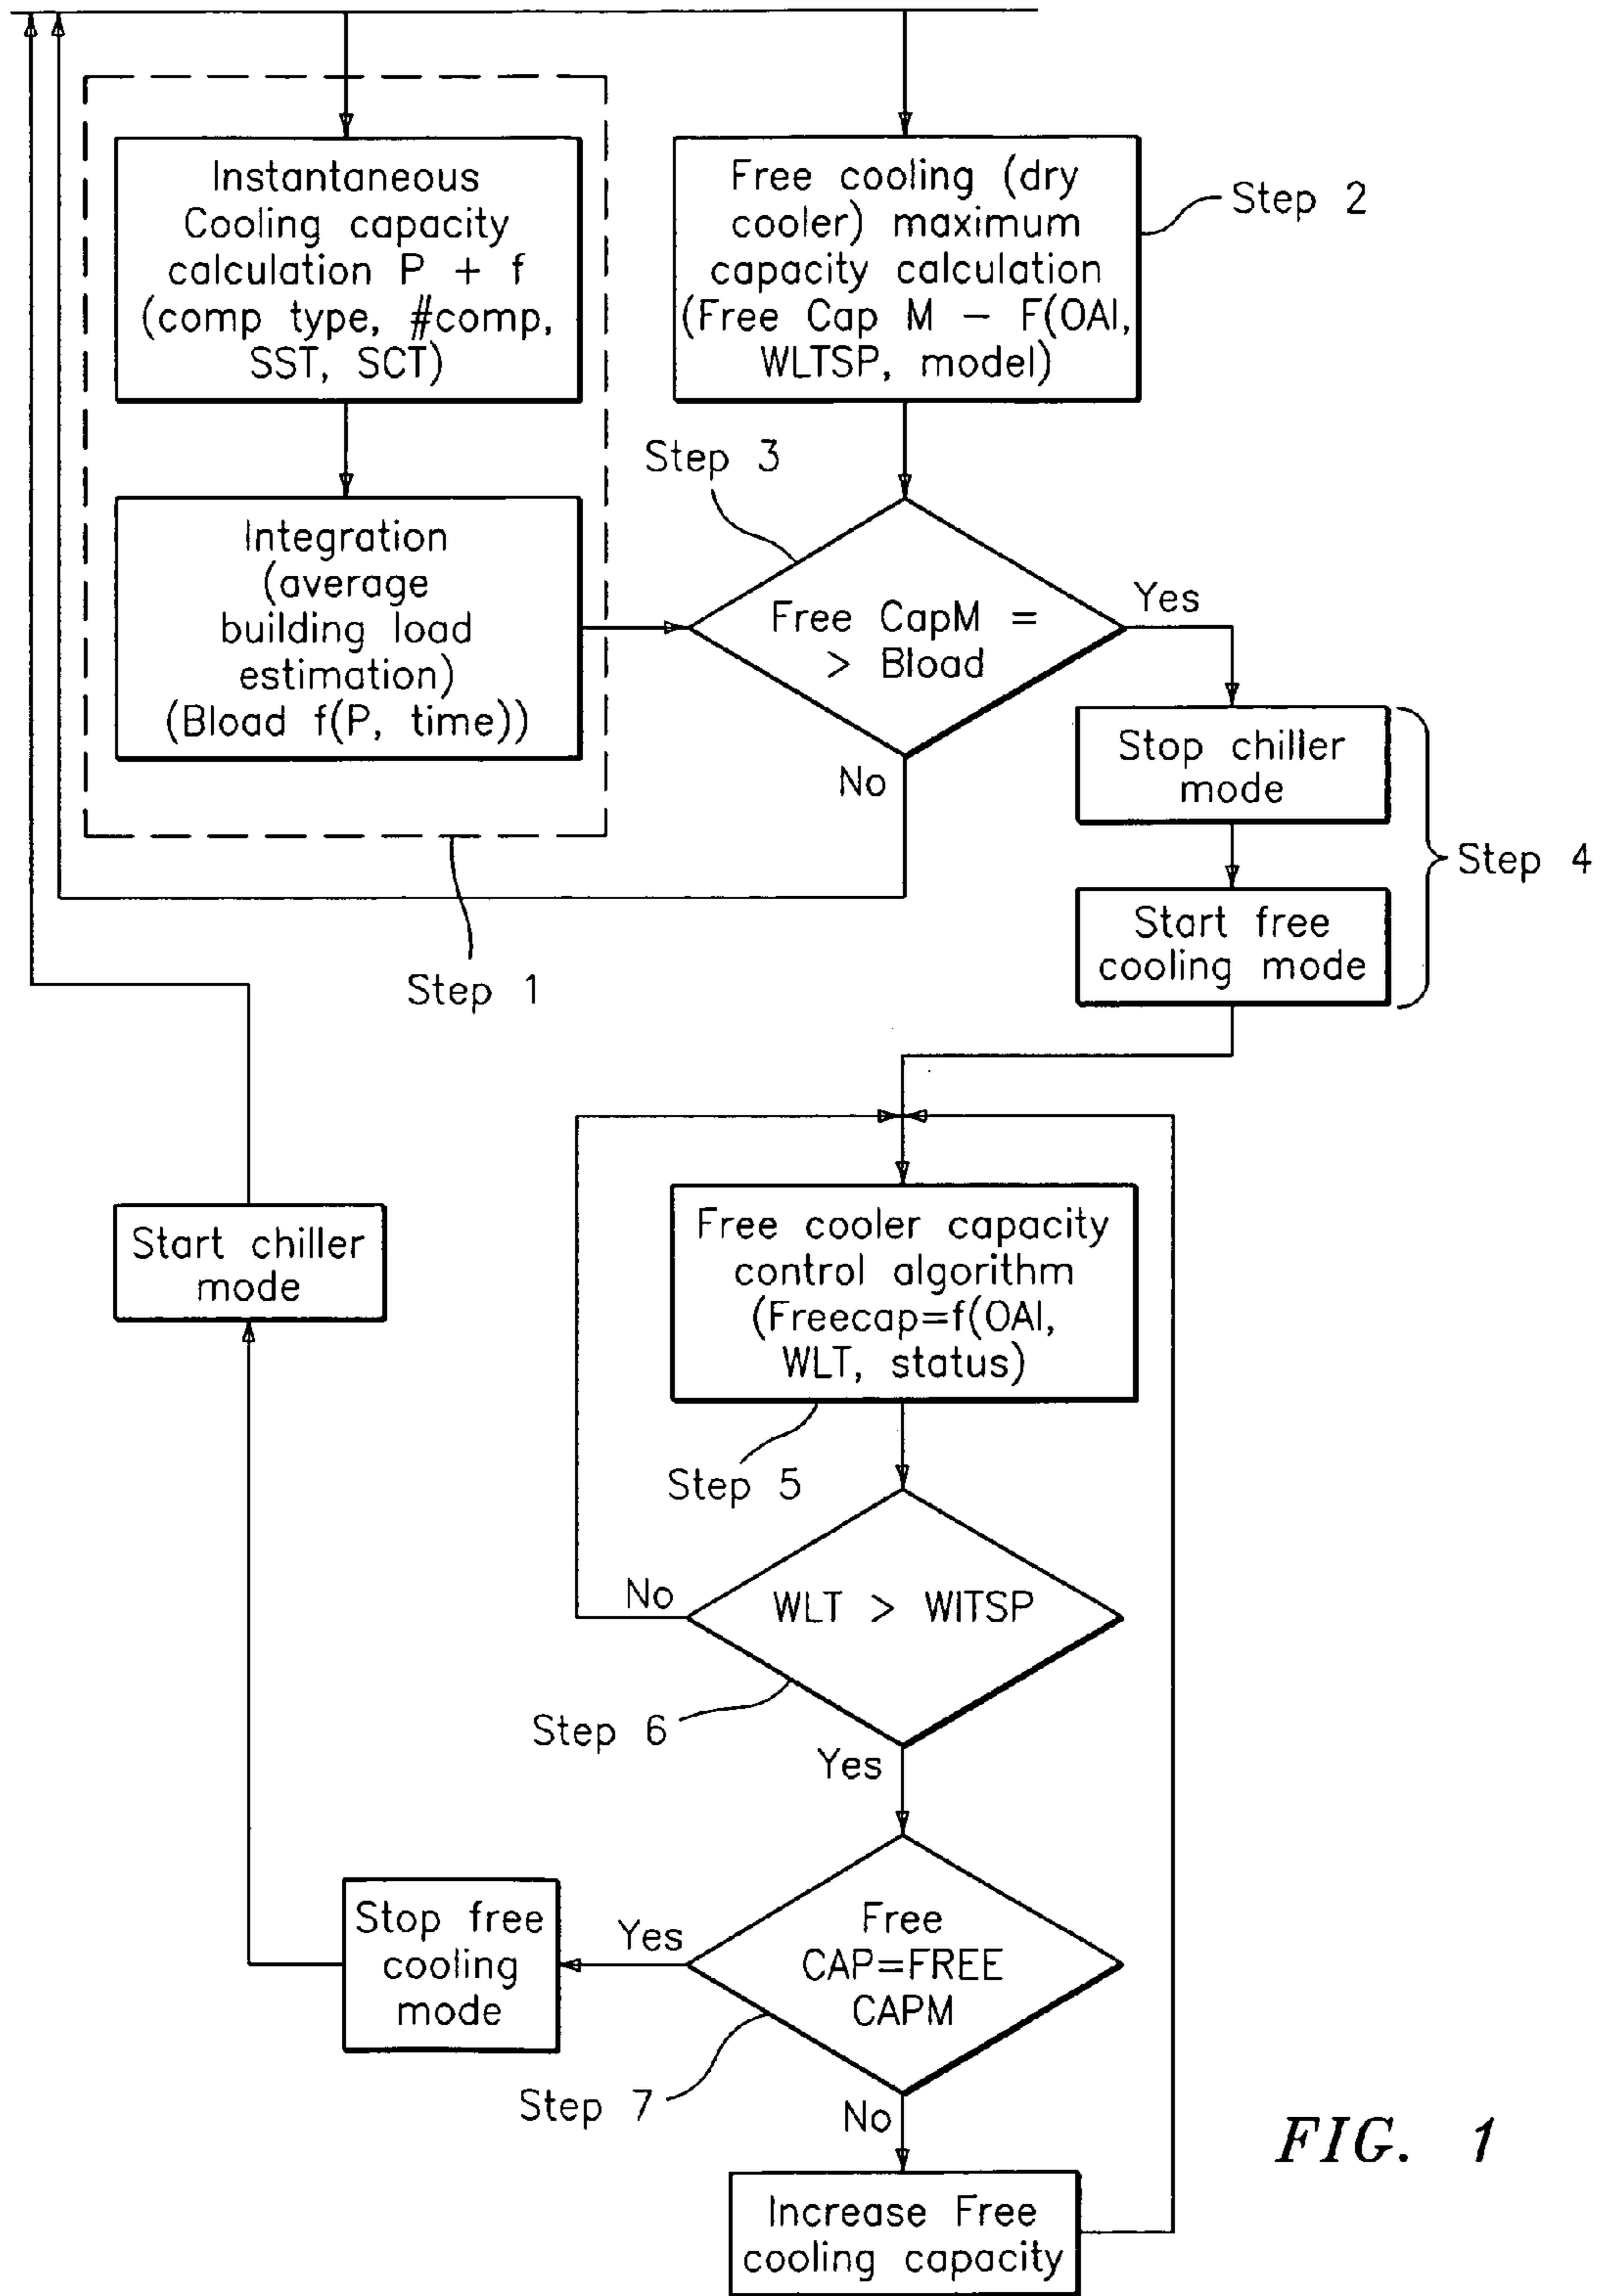 Instantaneous
Cooling capacity
calculation P + f
(comp type, #comp,
SST, SCT)
Free cooling (dry
cooler) maximum
capacity calculation
(Free Cap M – F(OAI,
WLTSP, model)
Step 2
Step 3
Integration
(average
building load
estimation)
(Bload f(P, time))
Free CapM =
> Bload
Yes
No
Stop chiller
mode
Start free
cooling mode
Step 4
Step 1
Start chiller
mode
Free cooler capacity
control algorithm
(Freecap=f(OAI,
WLT, status)
Step 5
No
WLT > WITSP
Step 6
Yes
Stop free
cooling
mode
Yes
Free
CAP=FREE
CAPM
Step 7
No
Increase Free
cooling capacity
FIG. 1